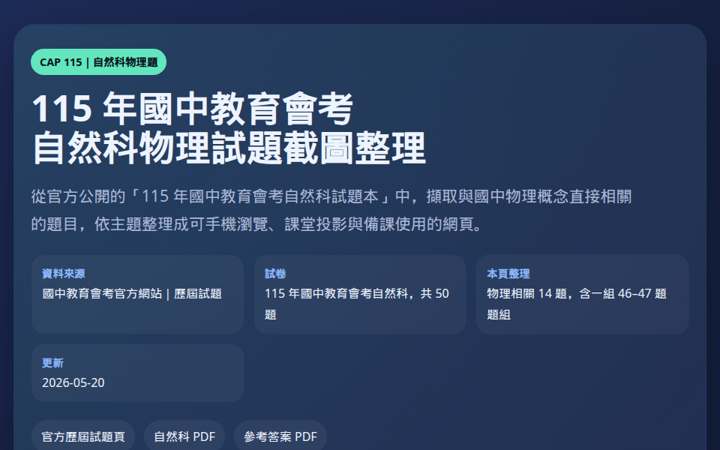 CAP 115 | 自然科物理題
115 年國中教育會考
自然科物理試題截圖整理
從官方公開的「115 年國中教育會考自然科試題本」中，擷取與國中物理概念直接相關
的題目，依主題整理成可手機瀏覽、課堂投影與備課使用的網頁。
資料來源
國中教育會考官方網站 | 歷屆試題
試卷
115 年國中教育會考自然科，共 50
題
本頁整理
物理相關 14 題，含一組 46–47 題
題組
更新
2026-05-20
官方歷屆試題頁
自然科 PDF
參考答案 PDF